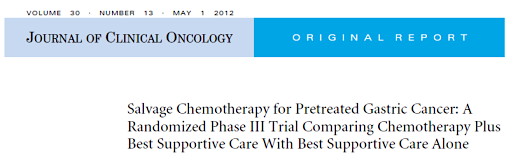 VOLUME 30 · NUMBER 13 · MAY 1 2012
JOURNAL OF CLINICAL ONCOLOGY
ORIGINAL REPORT
Salvage Chemotherapy for Pretreated Gastric Cancer: A
Randomized Phase III Trial Comparing Chemotherapy Plus
Best Supportive Care With Best Supportive Care Alone